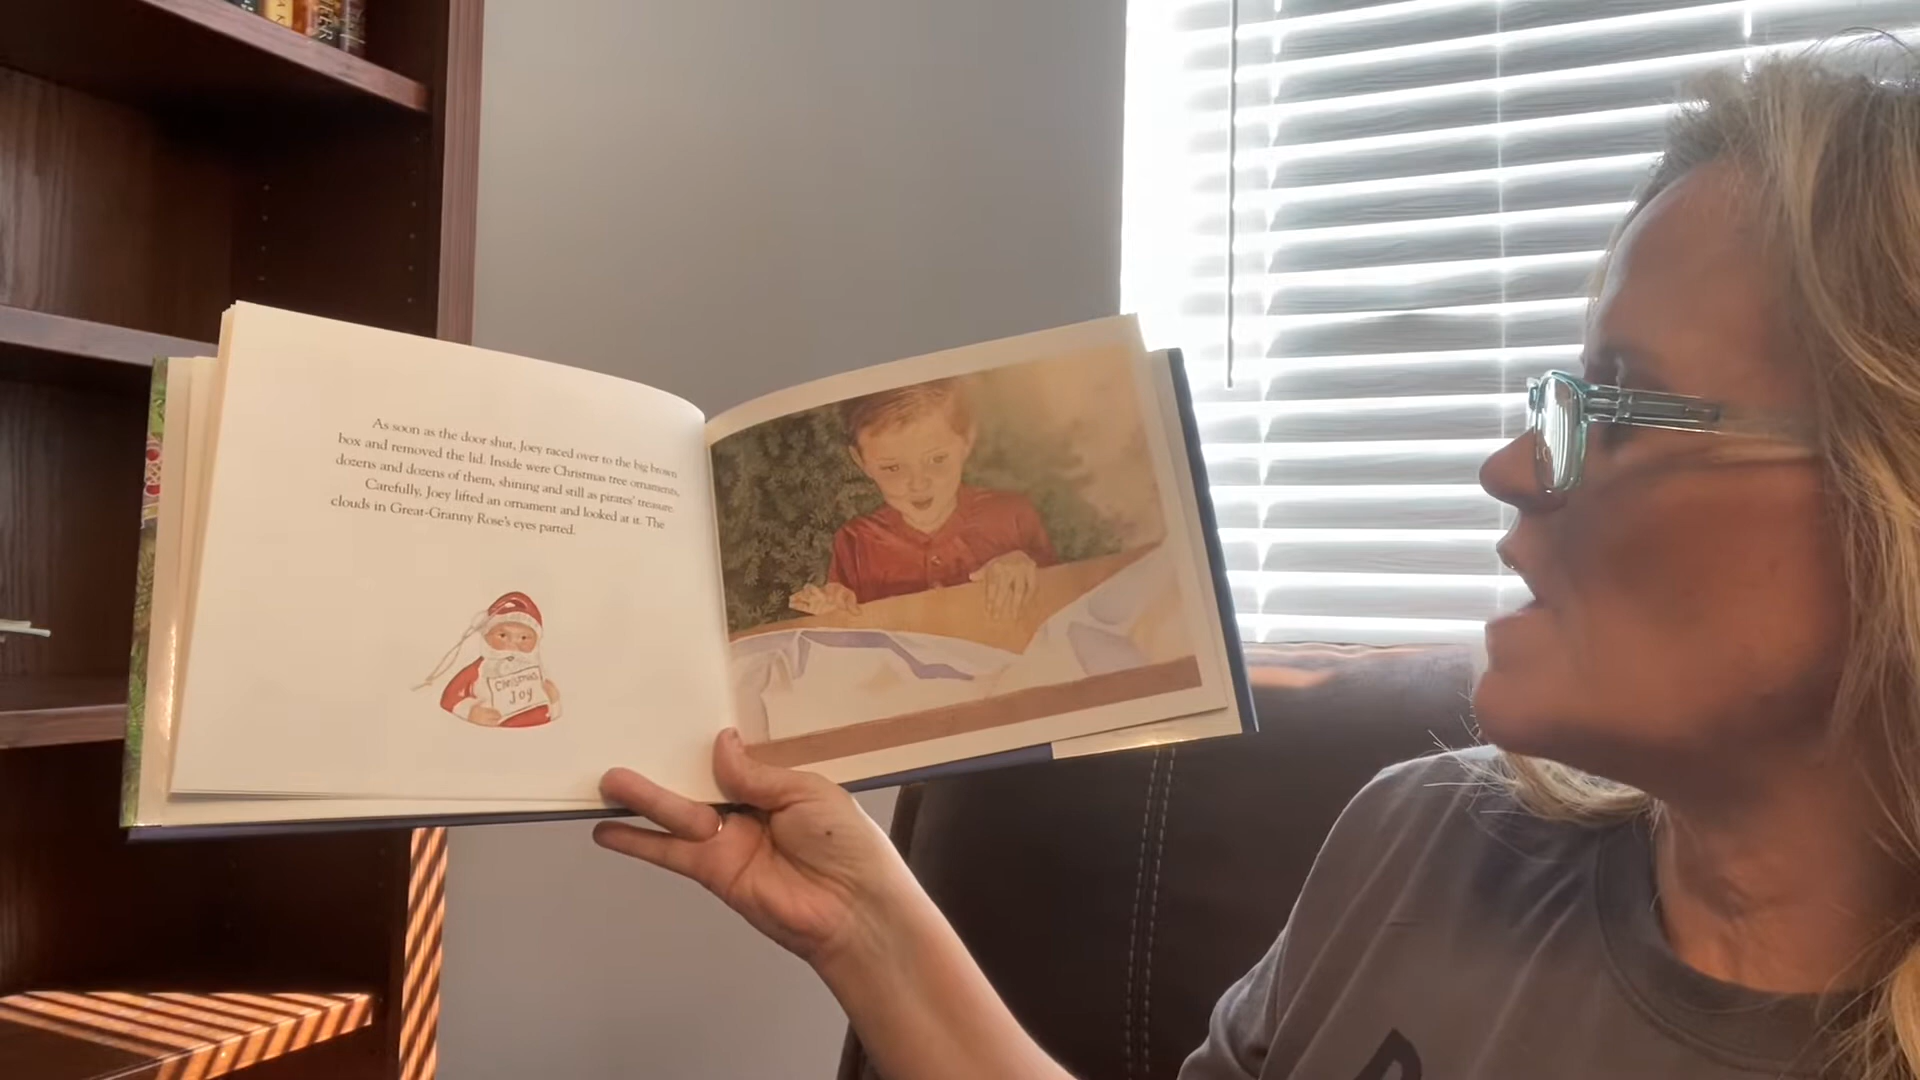 As soon as the door shut, Joey raced over to the big brown
box and removed the lid. Inside were Christmas tree ornaments,
dozens and dozens of them, shining and still as pirates' treasure.
Carefully, Joey lifted an ornament and looked at it. The
clouds in Great-Granny Rose's eyes parted.
Christmas
Joy